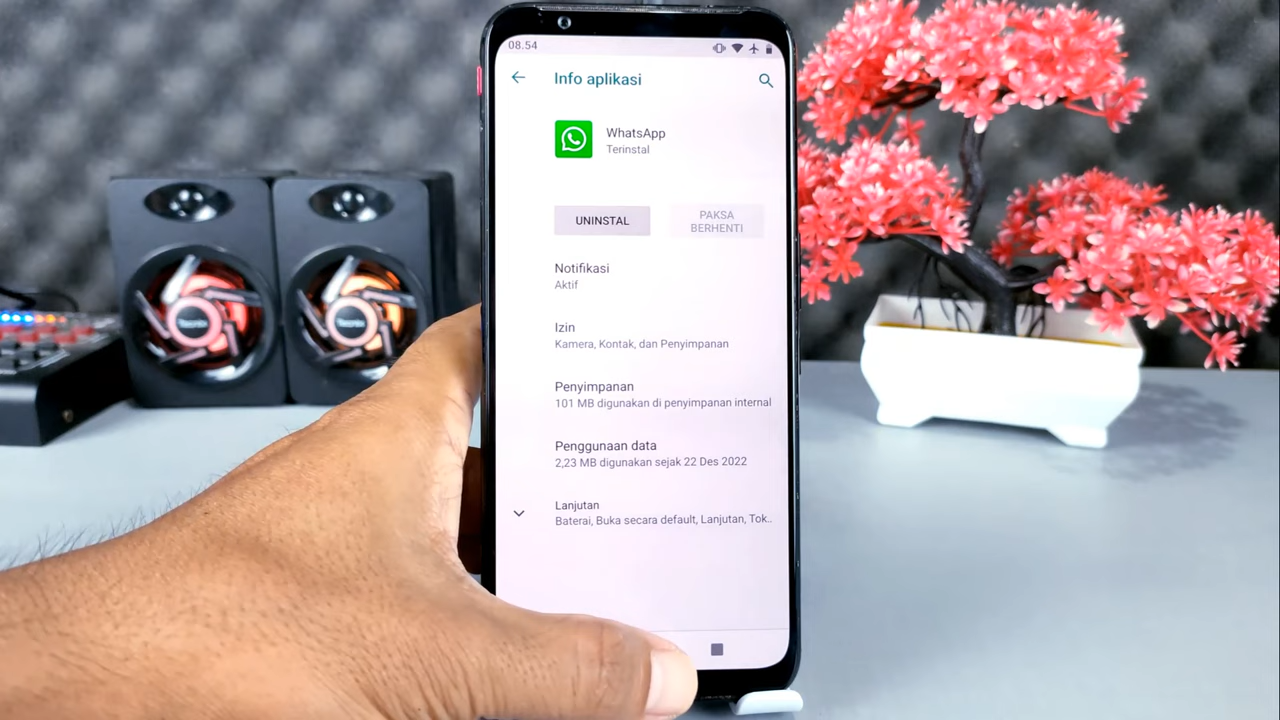 08.54
Info aplikasi
WhatsApp
Terinstal
UNINSTAL
PAKSA
BERHENTI
Notifikasi
Aktif
Izin
Kamera, Kontak, dan Penyimpanan
Penyimpanan
101 MB digunakan di penyimpanan internal
Penggunaan data
2,23 MB digunakan sejak 22 Des 2022
Lanjutan
Baterai, Buka secara default, Lanjutan, Tok..
Tecnix
Tecnix